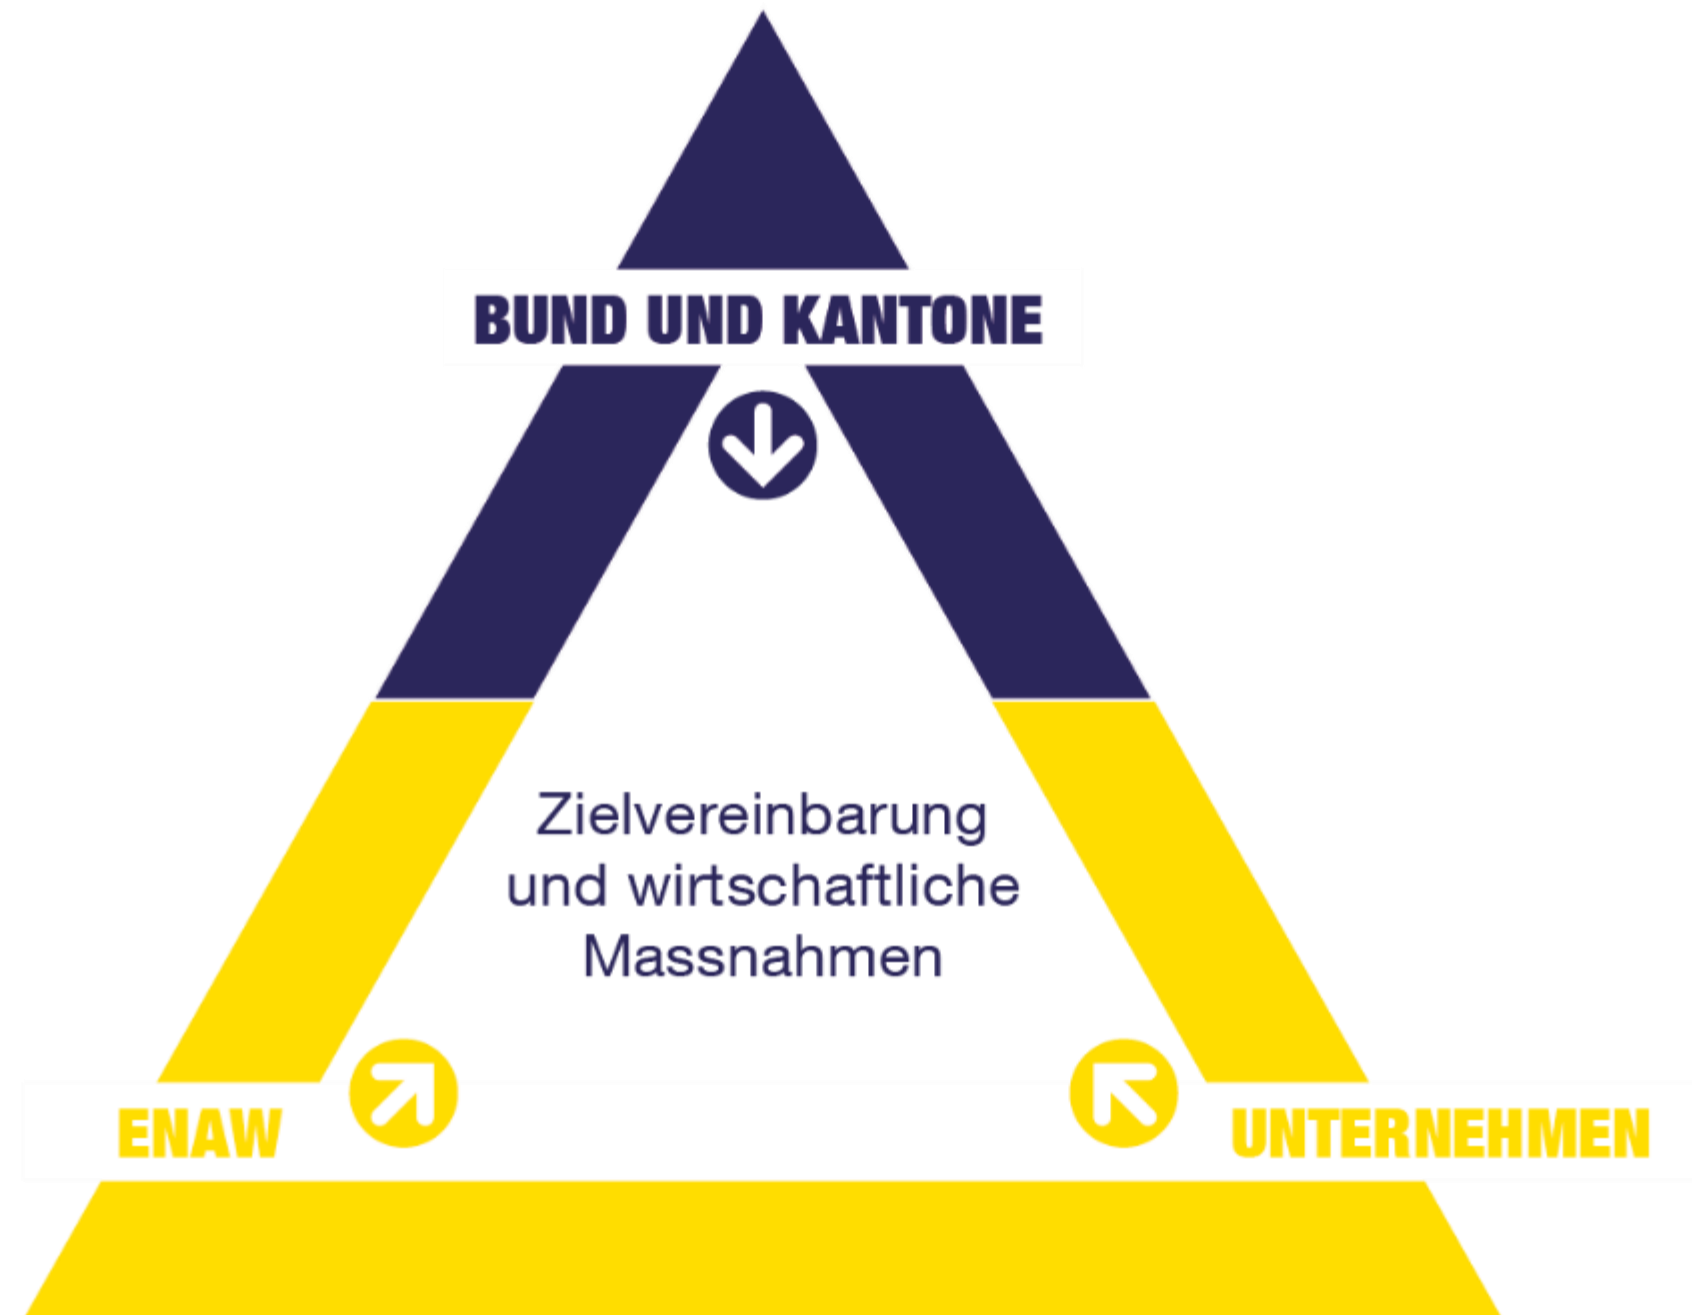 BUND UND KANTONE
Zielvereinbarung
und wirtschaftliche
Massnahmen
ENAW
UNTERNEHMEN